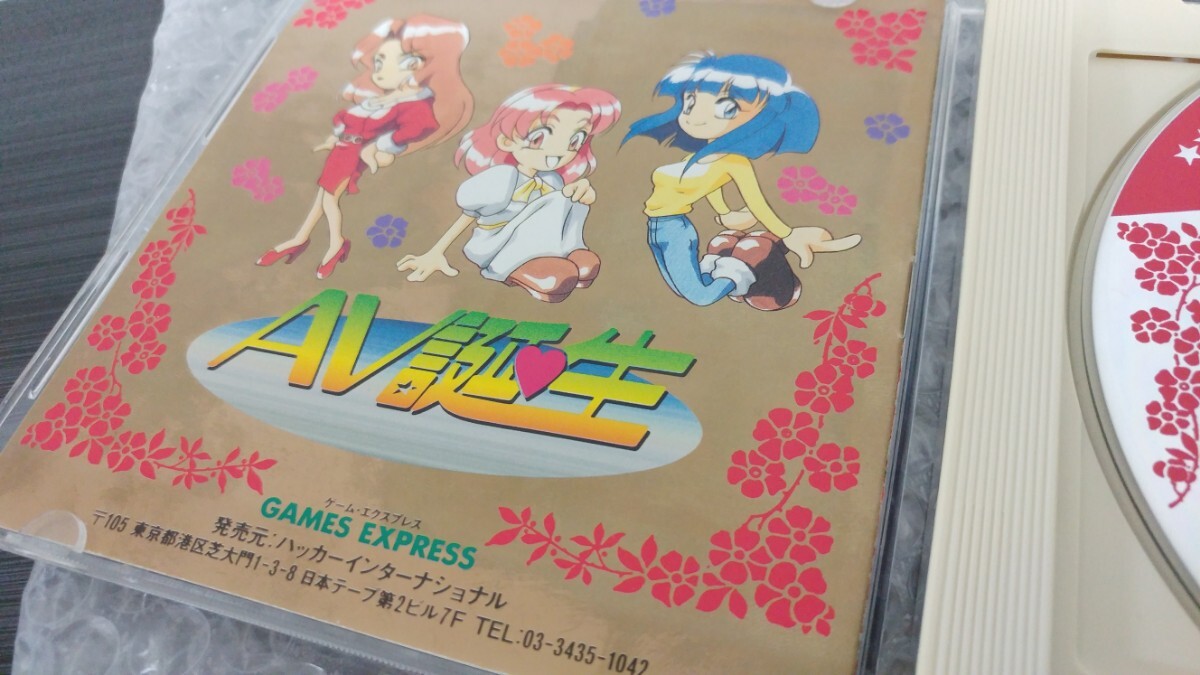 AV誕生
ゲーム・エクスプレス
GAMES EXPRESS
発売元:ハッカーインターナショナル
〒105 東京都港区芝大門1-3-8 日本テープ第2ビル7F TEL:03-3435-1042